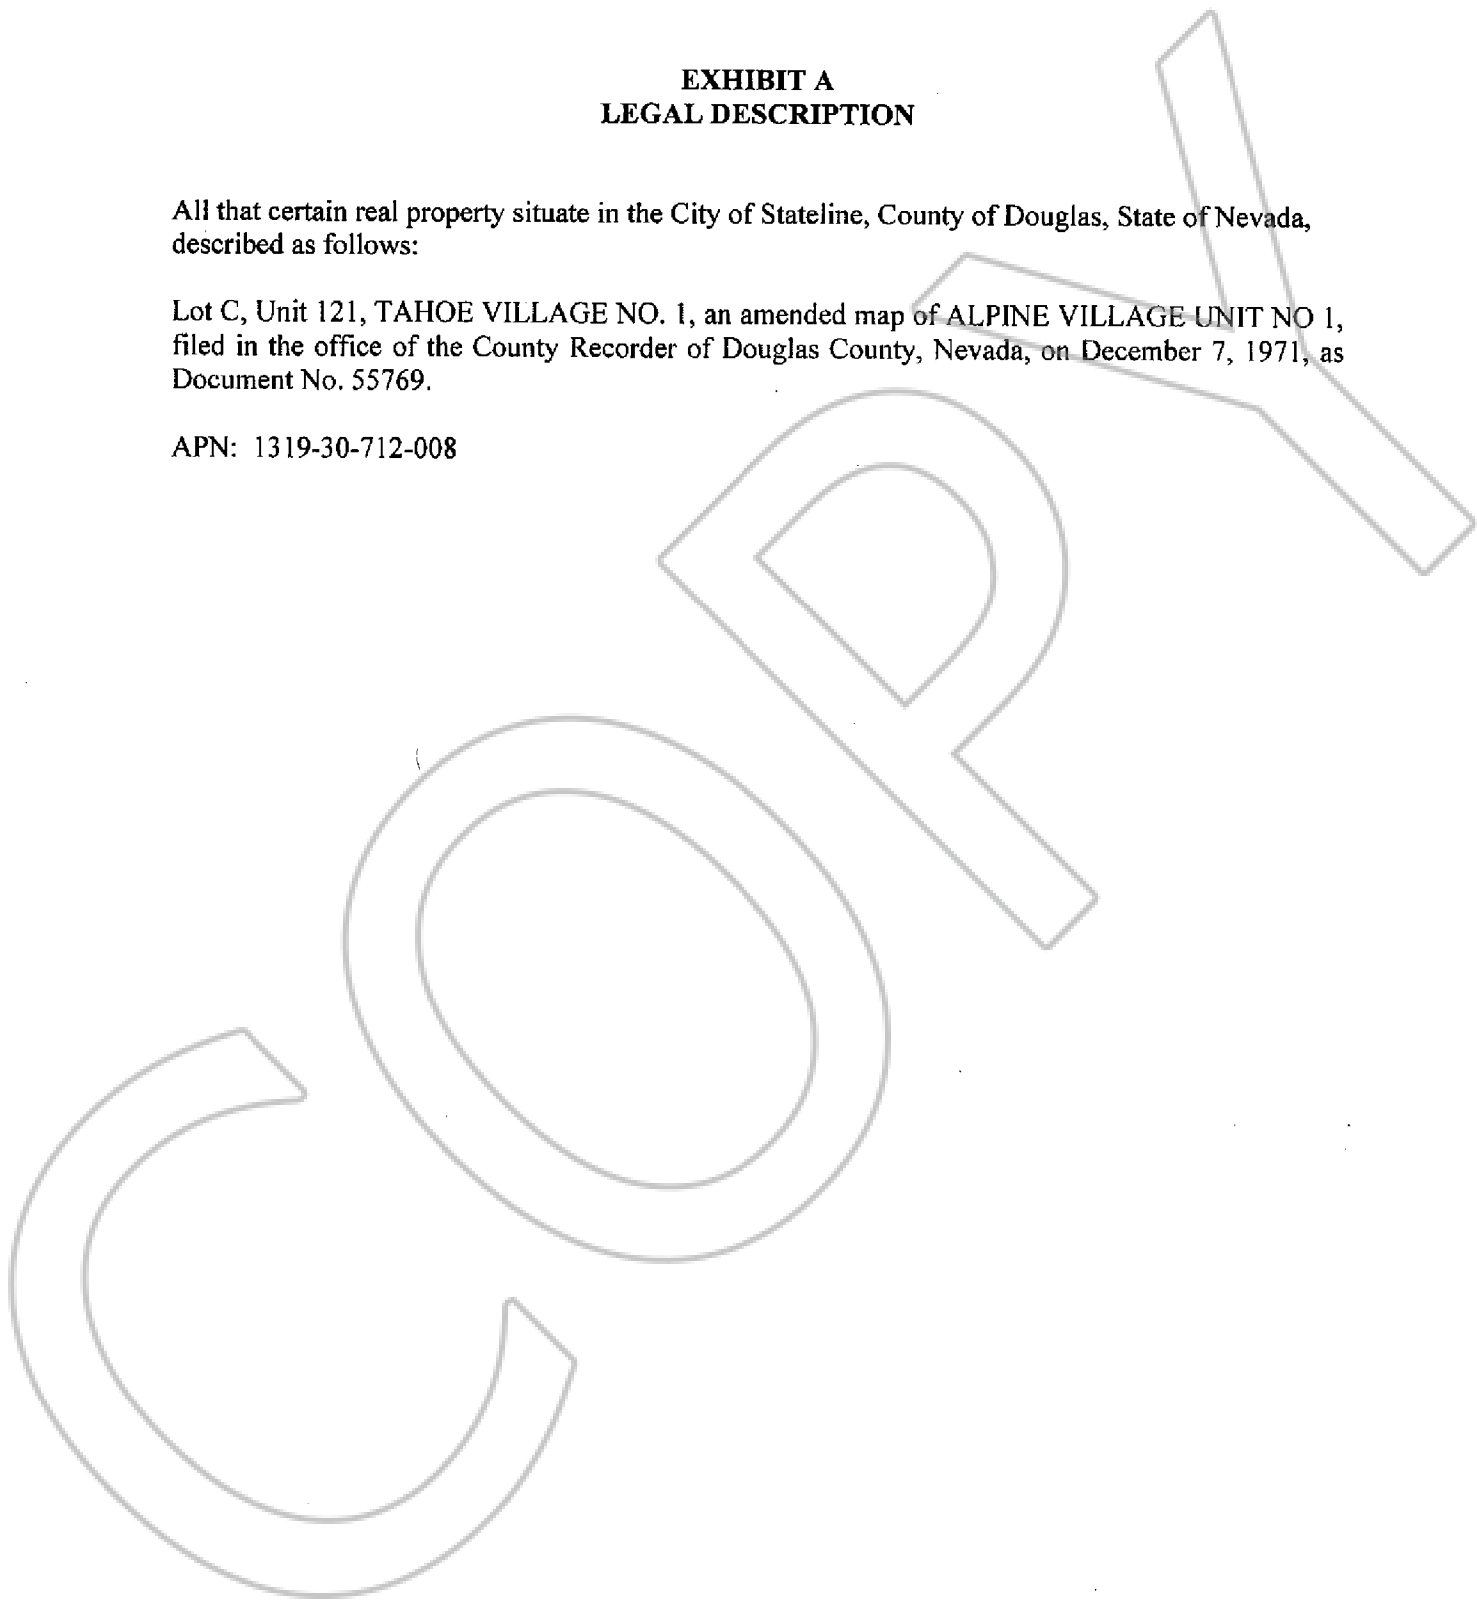 EXHIBIT A
LEGAL DESCRIPTION
All that certain real property situate in the City of Stateline, County of Douglas, State of Nevada,
described as follows:
Lot C, Unit 121, TAHOE VILLAGE NO. 1, an amended map of ALPINE VILLAGE UNIT NO 1,
filed in the office of the County Recorder of Douglas County, Nevada, on December 7, 1971, as
Document No. 55769.
APN: 1319-30-712-008
COPY